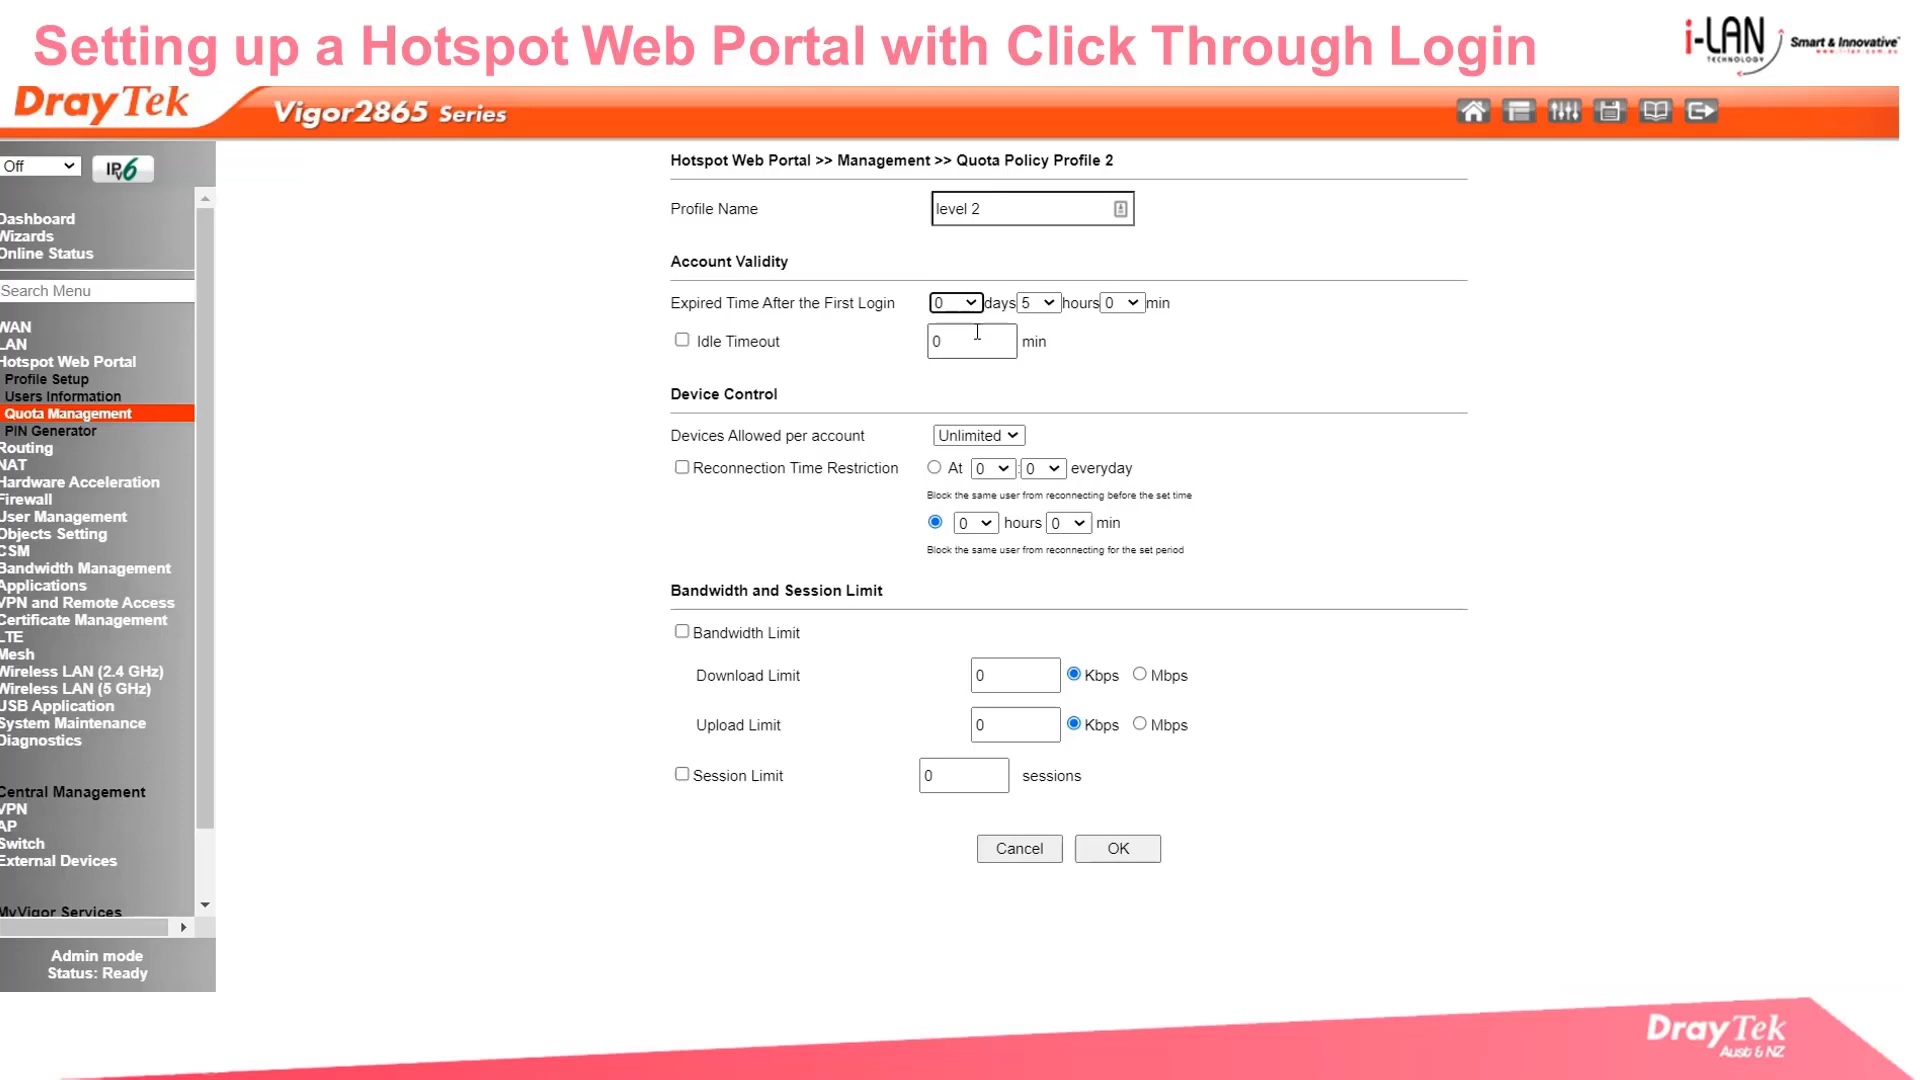 Setting up a Hotspot Web Portal with Click Through Login
i-LAN TECHNOLOGY Smart & Innovative
DrayTek Vigor2865 Series
Off IPv6
Hotspot Web Portal >> Management >> Quota Policy Profile 2
Profile Name level 2
Account Validity
Expired Time After the First Login 0 days 5 hours 0 min
Idle Timeout 0 min
Device Control
Devices Allowed per account Unlimited
Reconnection Time Restriction At 0 : 0 everyday
Block the same user from reconnecting before the set time
0 hours 0 min
Block the same user from reconnecting for the set period
Bandwidth and Session Limit
Bandwidth Limit
Download Limit 0 Kbps Mbps
Upload Limit 0 Kbps Mbps
Session Limit 0 sessions
Cancel OK
Dashboard
Wizards
Online Status
Search Menu
WAN
LAN
Hotspot Web Portal
Profile Setup
Users Information
Quota Management
PIN Generator
Routing
NAT
Hardware Acceleration
Firewall
User Management
Objects Setting
CSM
Bandwidth Management
Applications
VPN and Remote Access
Certificate Management
LTE
Mesh
Wireless LAN (2.4 GHz)
Wireless LAN (5 GHz)
USB Application
System Maintenance
Diagnostics
Central Management
VPN
AP
Switch
External Devices
MyVigor Services
Admin mode
Status: Ready
DrayTek
Aust & NZ